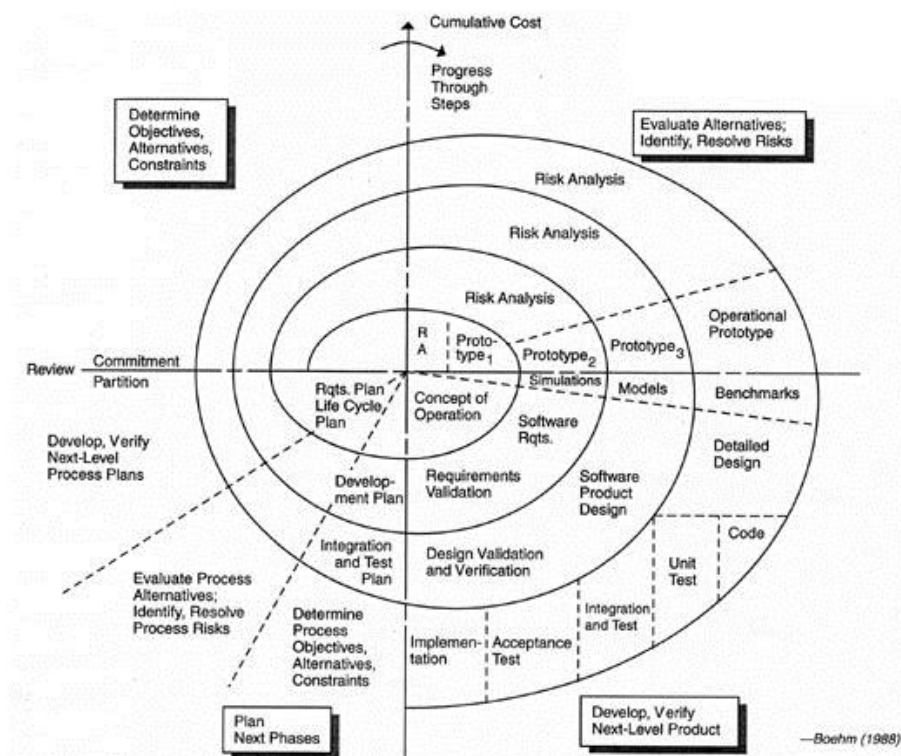 Cumulative Cost
Progress
Through
Steps
Determine
Objectives,
Alternatives,
Constraints
Evaluate Alternatives;
Identify, Resolve Risks
Risk Analysis
Risk Analysis
Risk Analysis
R
A
Proto-
type1
Prototype2
Prototype3
Operational
Prototype
Review
Commitment
Partition
Simulations
Models
Benchmarks
Rqts. Plan
Life Cycle
Plan
Concept of
Operation
Software
Rqts.
Detailed
Design
Develop, Verify
Next-Level
Process Plans
Develop-
ment Plan
Requirements
Validation
Software
Product
Design
Code
Unit
Test
Integration
and Test
Plan
Design Validation
and Verification
Integration
and Test
Evaluate Process
Alternatives;
Identify, Resolve
Process Risks
Determine
Process
Objectives,
Alternatives,
Constraints
Implemen-
tation
Acceptance
Test
Plan
Next Phases
Develop, Verify
Next-Level Product
—Boehm (1988)